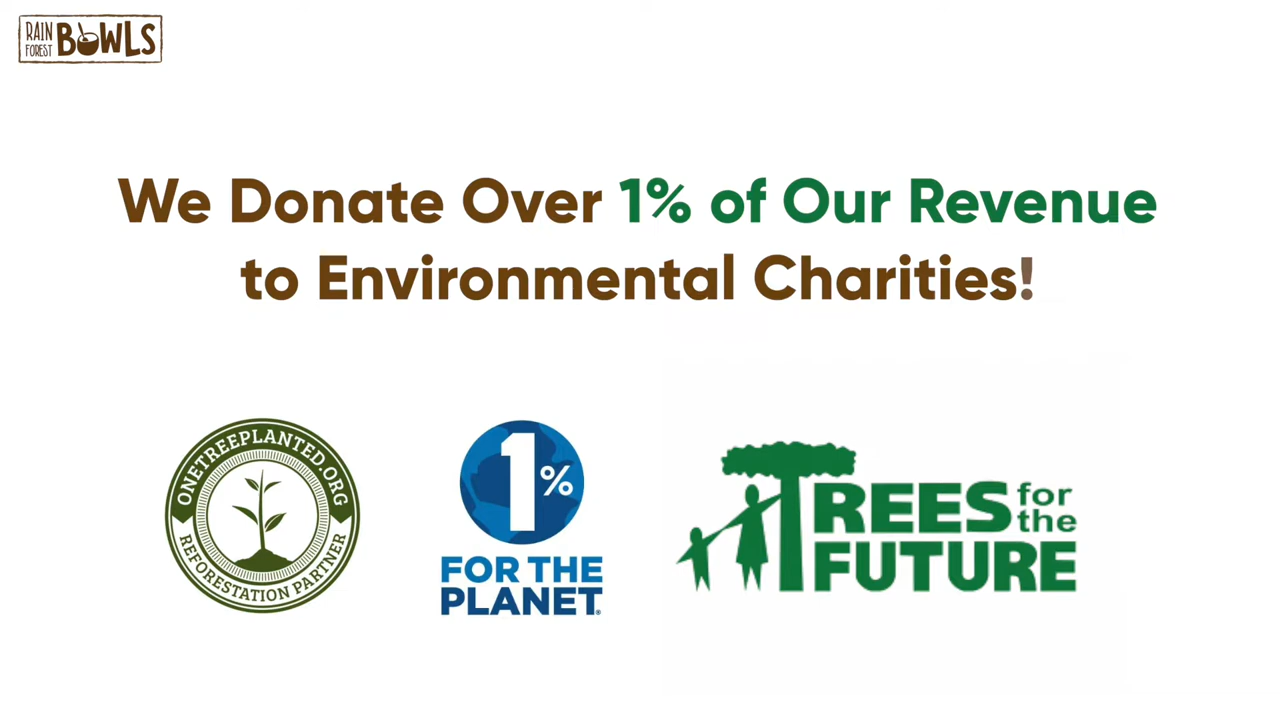 RAIN
FOREST
BOWLS
We Donate Over 1% of Our Revenue
to Environmental Charities!
ONETREEPLANTED.ORG
REFORESTATION PARTNER
1%
FOR THE
PLANET®
TREES for the
FUTURE